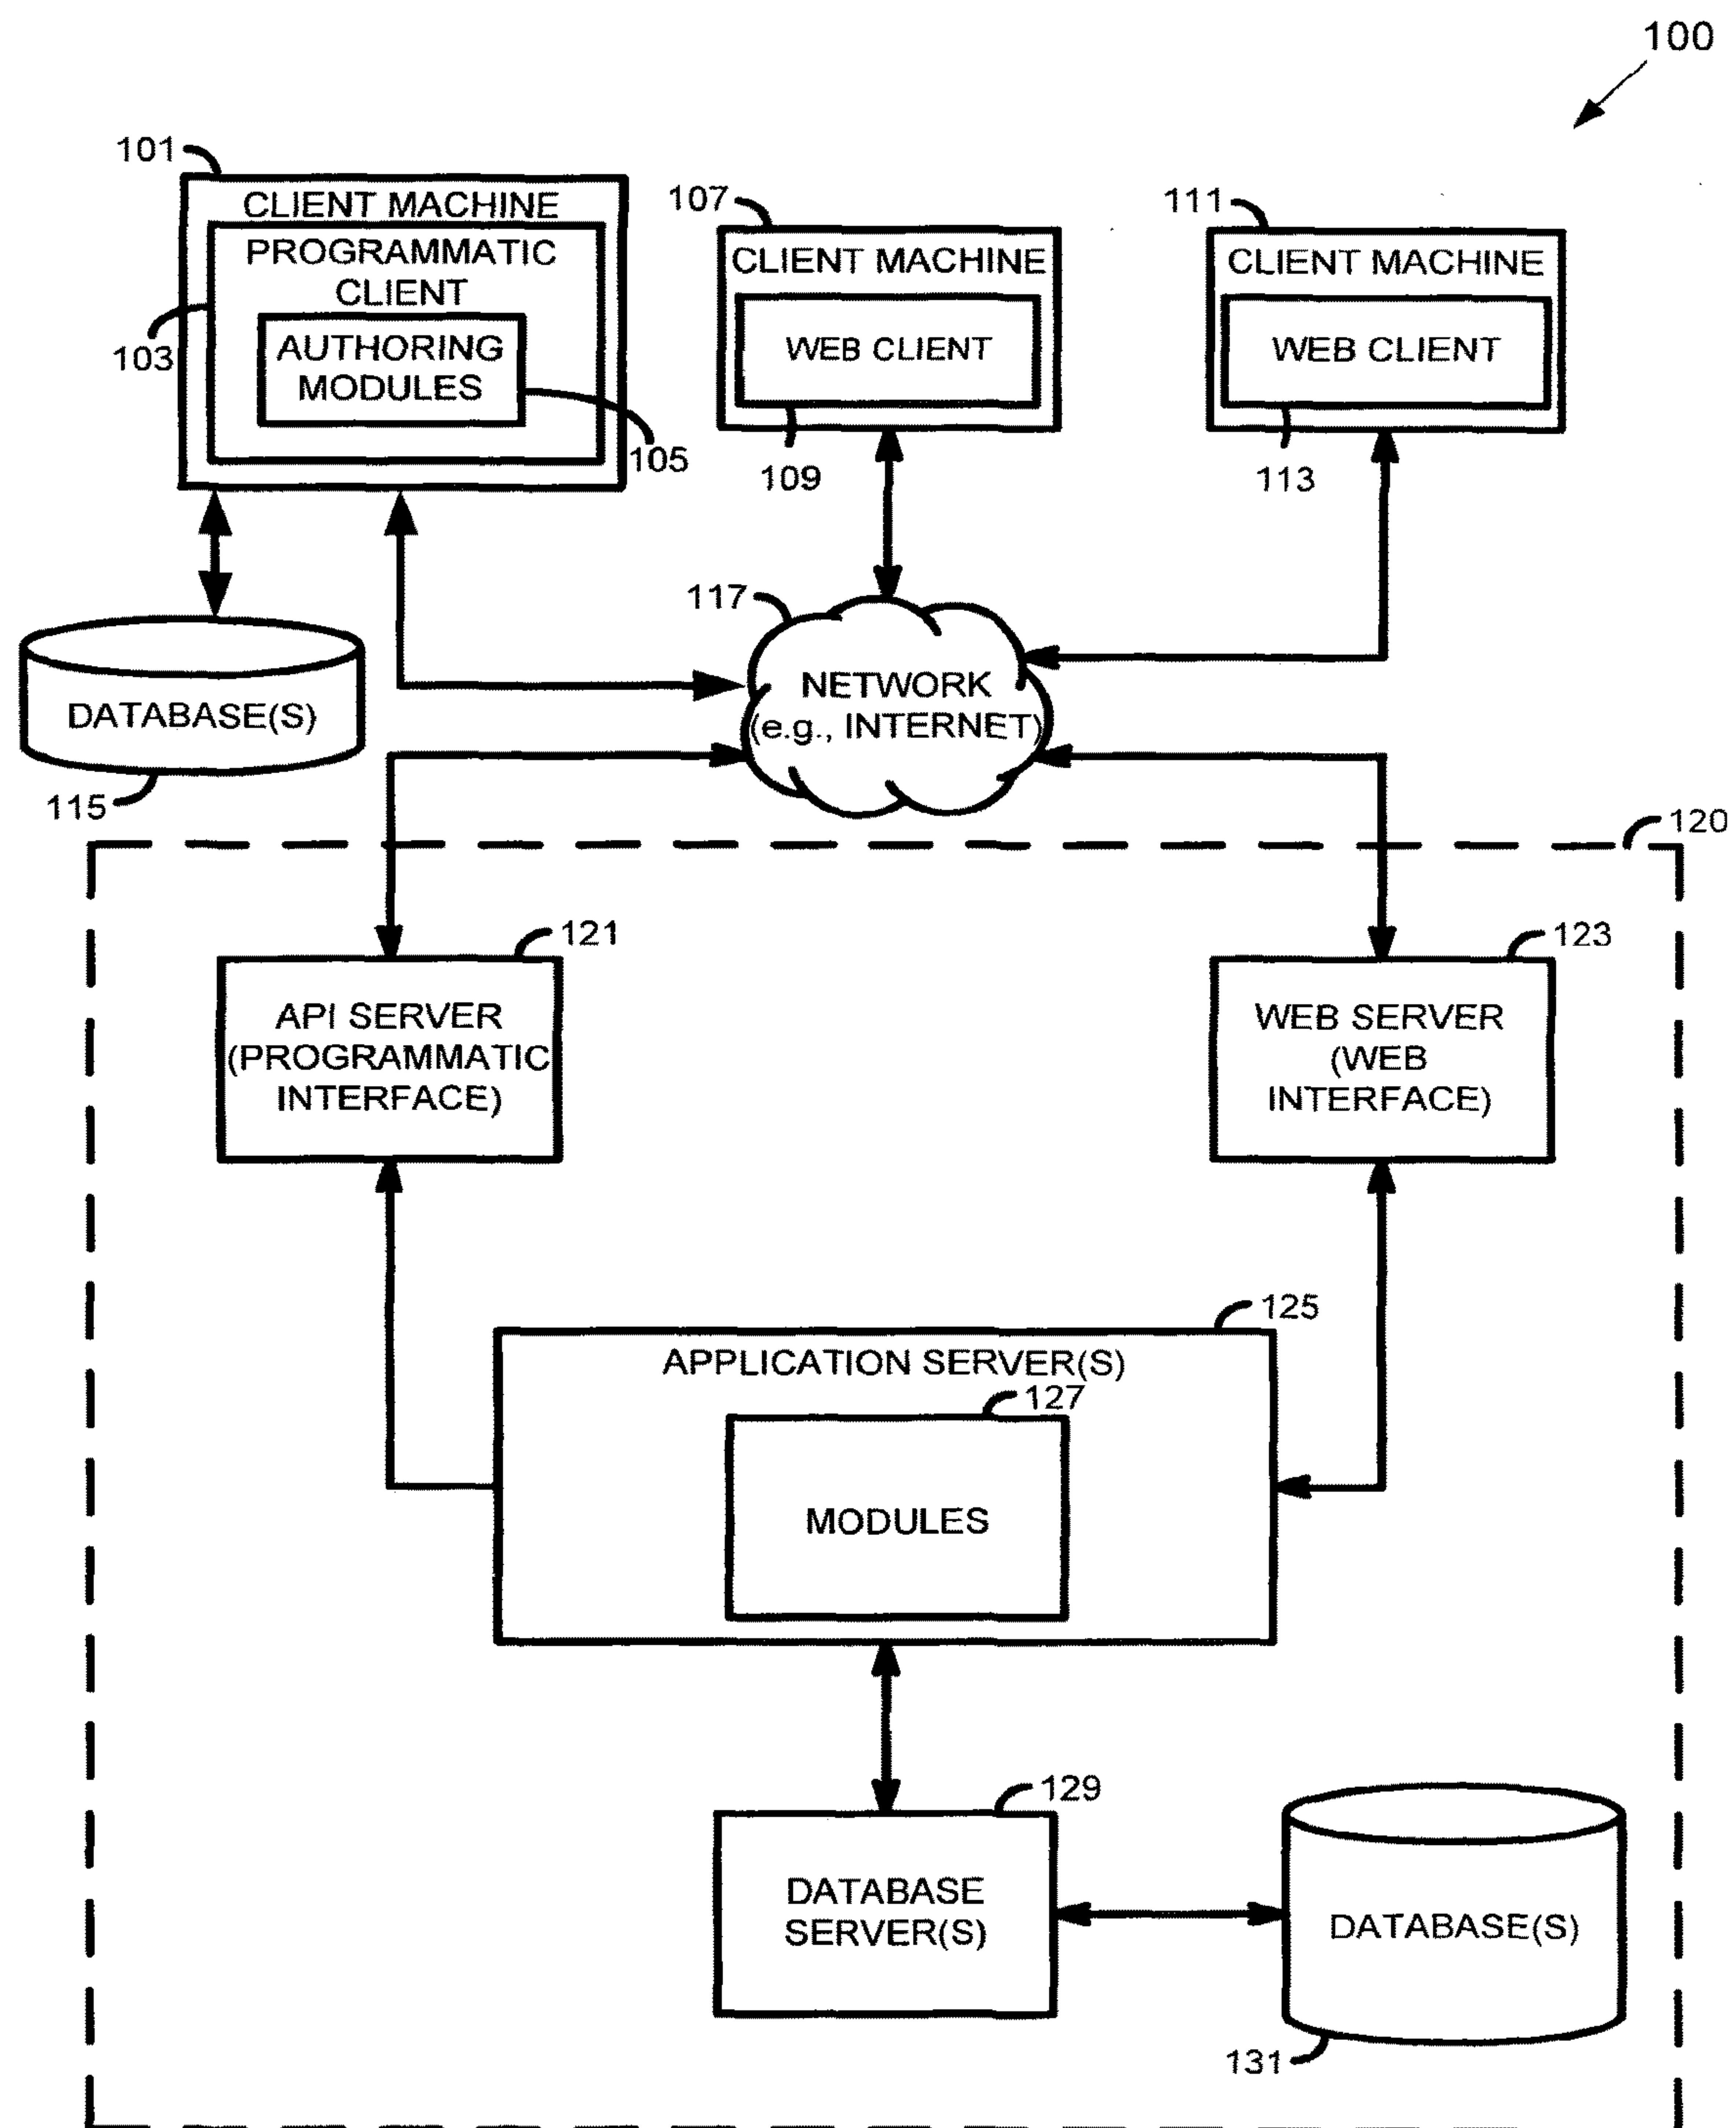 100
101
CLIENT MACHINE
PROGRAMMATIC
CLIENT
AUTHORING
MODULES
103
105
107
CLIENT MACHINE
WEB CLIENT
109
111
CLIENT MACHINE
WEB CLIENT
113
117
NETWORK
(e.g., INTERNET)
DATABASE(S)
115
120
121
API SERVER
(PROGRAMMATIC
INTERFACE)
123
WEB SERVER
(WEB
INTERFACE)
125
APPLICATION SERVER(S)
127
MODULES
129
DATABASE
SERVER(S)
DATABASE(S)
131